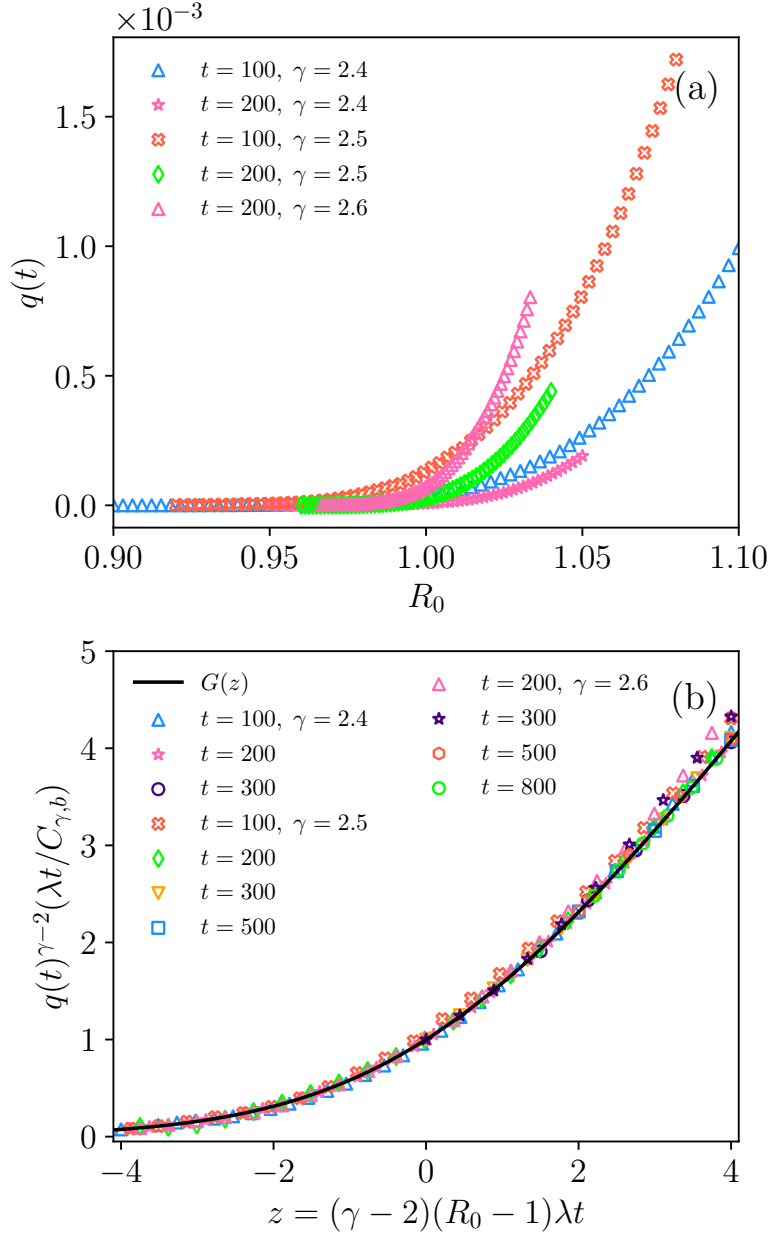 ×10⁻³
(a)
t = 100, γ = 2.4
t = 200, γ = 2.4
t = 100, γ = 2.5
t = 200, γ = 2.5
t = 200, γ = 2.6
1.5
1.0
0.5
0.0
q(t)
0.90 0.95 1.00 1.05 1.10
R₀
(b)
G(z)
t = 100, γ = 2.4
t = 200
t = 300
t = 100, γ = 2.5
t = 200
t = 300
t = 500
t = 200, γ = 2.6
t = 300
t = 500
t = 800
5
4
3
2
1
0
q(t)^{γ−2}(λt/C_{γ,b})
−4 −2 0 2 4
z = (γ − 2)(R₀ − 1)λt